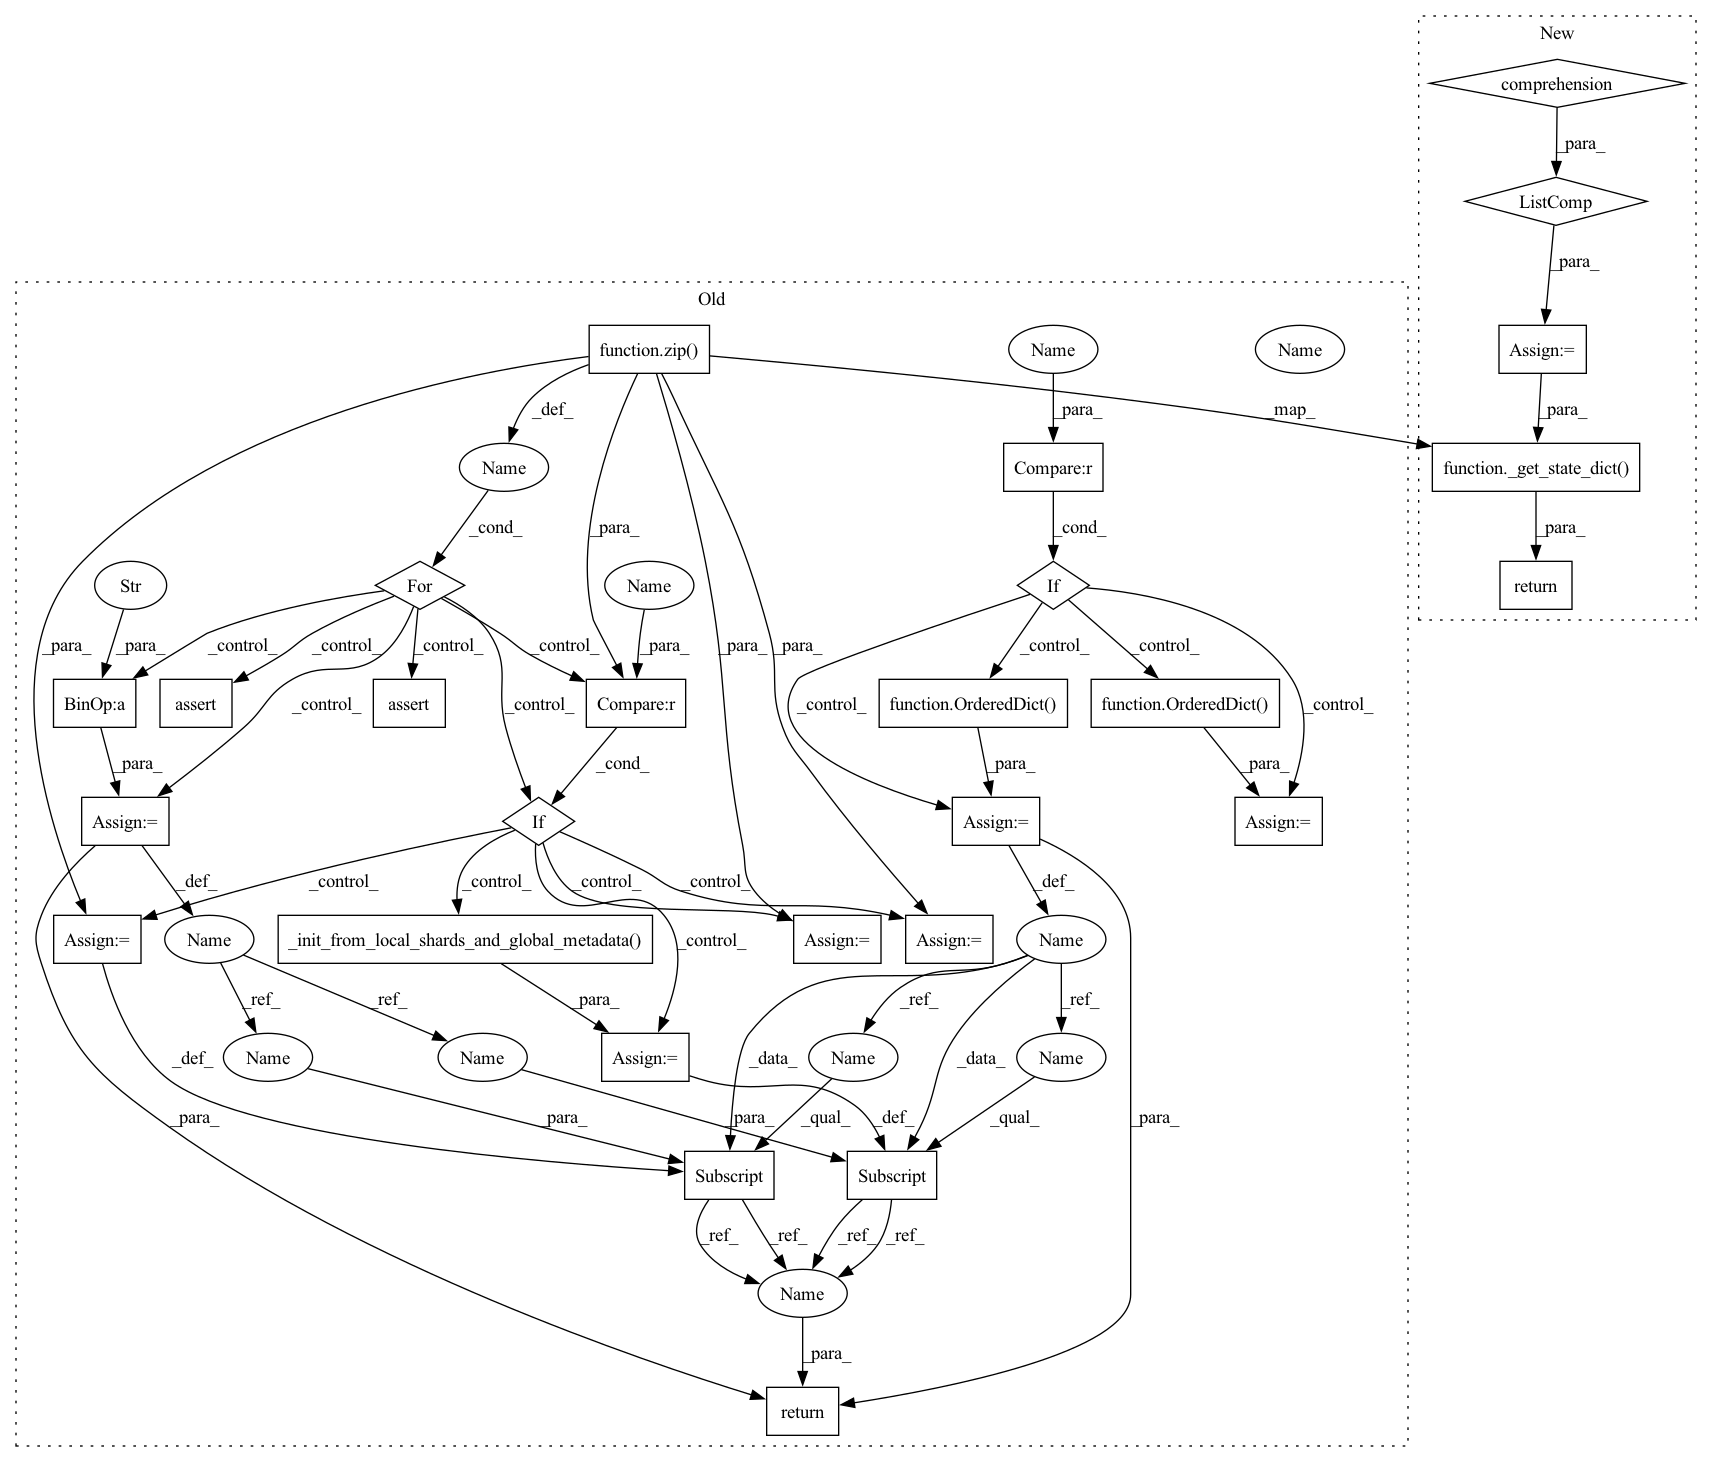 New
comprehension
_para_
ListComp
_para_
Old
function.zip()
Name
Name
Assign:=
_def_
_para_
_map_
_para_
Name
Compare:r
function._get_state_dict()
_cond_
_para_
_cond_
_para_
Str
For
Name
If
return
_para_
_para_
_control_
_control_
_control_
_control_
_para_
_para_
_para_
_control_
_control_
BinOp:a
assert
_control_
assert
_control_
Compare:r
_control_
function.OrderedDict()
function.OrderedDict()
_control_
_para_
_cond_
_para_
_para_
Assign:=
If
Assign:=
Assign:=
_def_
_control_
_control_
_control_
_control_
_def_
Assign:=
Name
_init_from_local_shards_and_global_metadata()
_control_
Assign:=
Assign:=
Name
_ref_
_ref_
_para_
_ref_
_ref_
_def_
Name
Name
Assign:=
_data_
Name
_data_
Name
_para_
_para_
_para_
_qual_
_def_
_qual_
_para_
Subscript
Subscript
_ref_
_ref_
_ref_
_ref_
Name
_para_
return